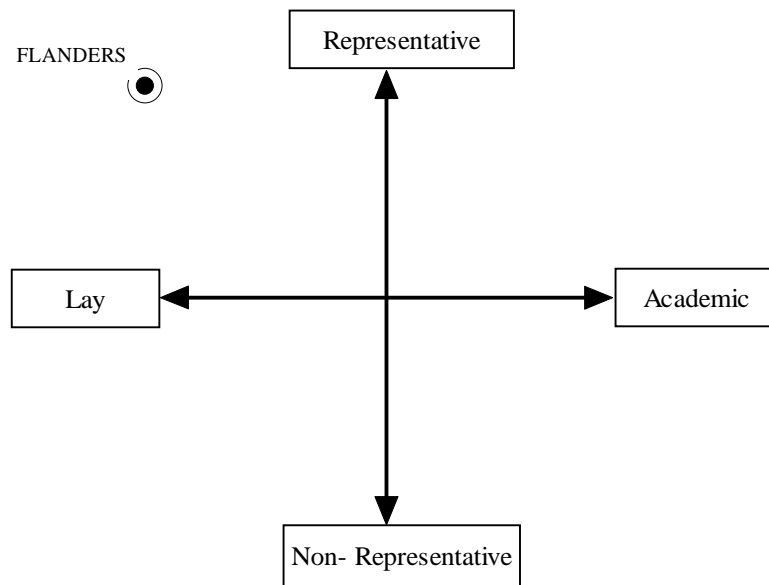 Representative
FLANDERS
Lay
Academic
Non- Representative